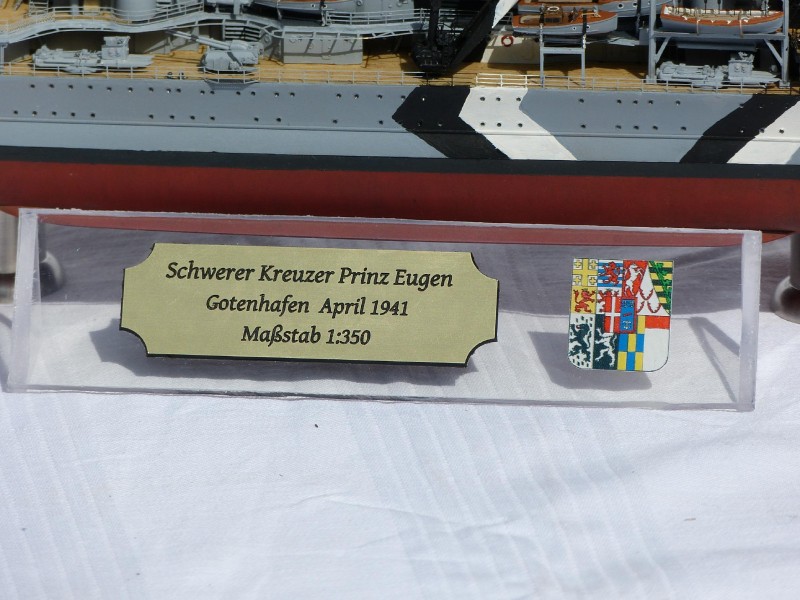 Schwerer Kreuzer Prinz Eugen
Gotenhafen April 1941
Maßstab 1:350